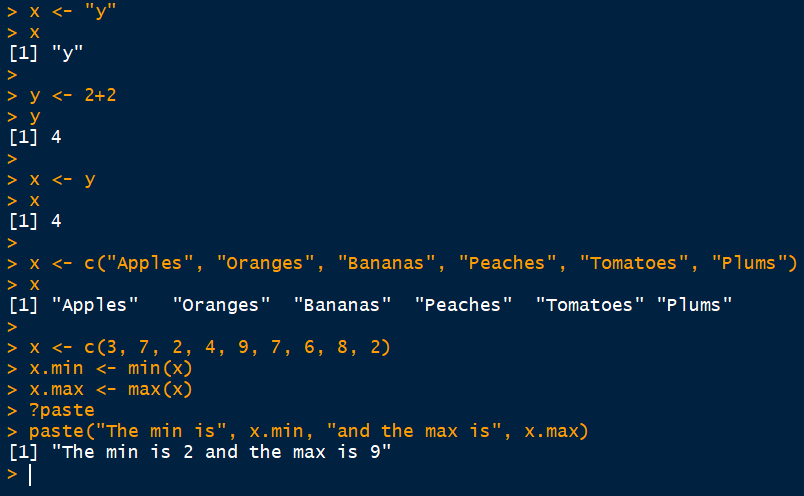 > x <- "y"
> x
[1] "y"
>
> y <- 2+2
> y
[1] 4
>
> x <- y
> x
[1] 4
>
> x <- c("Apples", "Oranges", "Bananas", "Peaches", "Tomatoes", "Plums")
> x
[1] "Apples"   "Oranges"  "Bananas"  "Peaches"  "Tomatoes" "Plums"
>
> x <- c(3, 7, 2, 4, 9, 7, 6, 8, 2)
> x.min <- min(x)
> x.max <- max(x)
> ?paste
> paste("The min is", x.min, "and the max is", x.max)
[1] "The min is 2 and the max is 9"
>